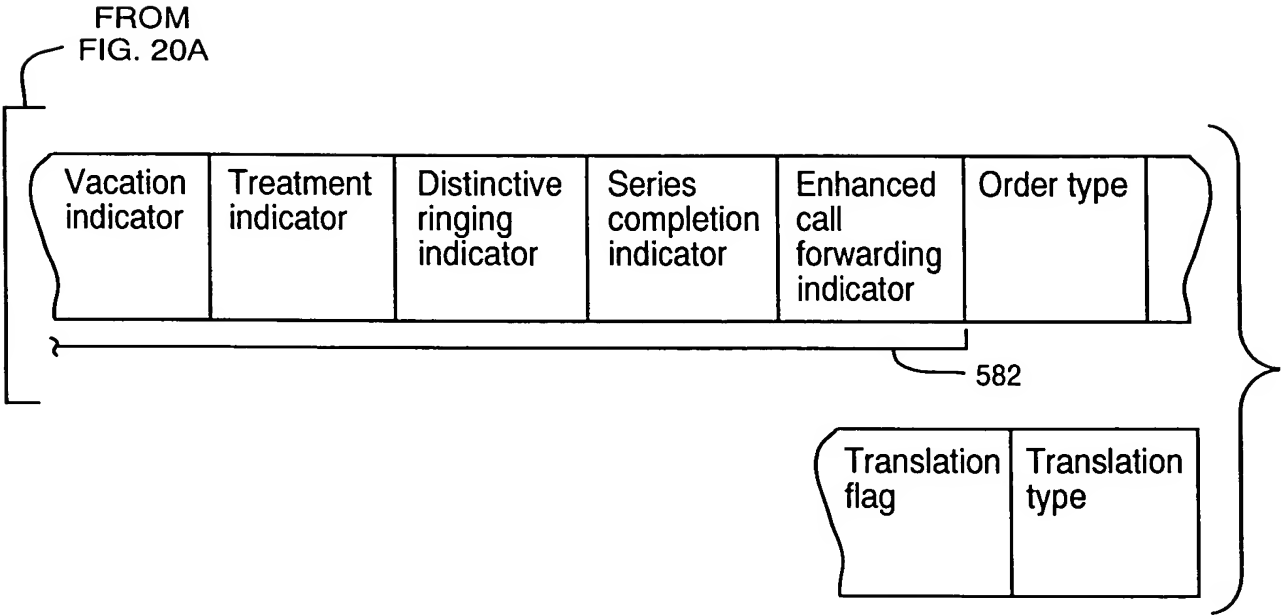 FROM
FIG. 20A
Vacation
indicator
Treatment
indicator
Distinctive
ringing
indicator
Series
completion
indicator
Enhanced
call
forwarding
indicator
Order type
582
Translation
flag
Translation
type